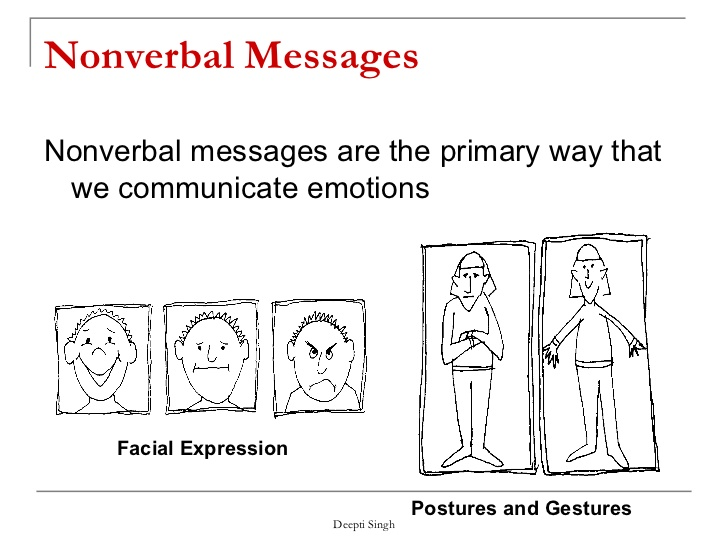 Nonverbal Messages
Nonverbal messages are the primary way that
we communicate emotions
Facial Expression
Postures and Gestures
Deepti Singh